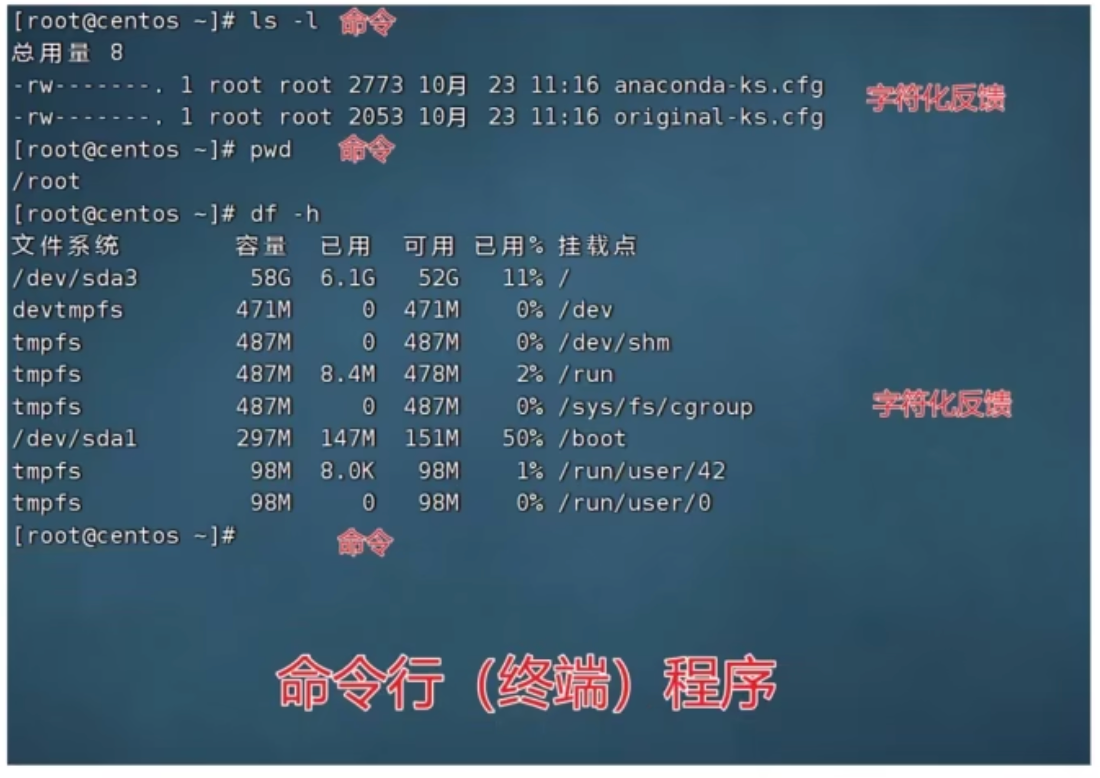 [root@centos ~]# ls -l 命令
总用量 8
-rw-------. 1 root root 2773 10月 23 11:16 anaconda-ks.cfg 字符化反馈
-rw-------. 1 root root 2053 10月 23 11:16 original-ks.cfg
[root@centos ~]# pwd 命令
/root
[root@centos ~]# df -h
文件系统 容量 已用 可用 已用% 挂载点
/dev/sda3 58G 6.1G 52G 11% /
devtmpfs 471M 0 471M 0% /dev
tmpfs 487M 0 487M 0% /dev/shm
tmpfs 487M 8.4M 478M 2% /run
tmpfs 487M 0 487M 0% /sys/fs/cgroup 字符化反馈
/dev/sda1 297M 147M 151M 50% /boot
tmpfs 98M 8.0K 98M 1% /run/user/42
tmpfs 98M 0 98M 0% /run/user/0
[root@centos ~]# 命令
命令行（终端）程序